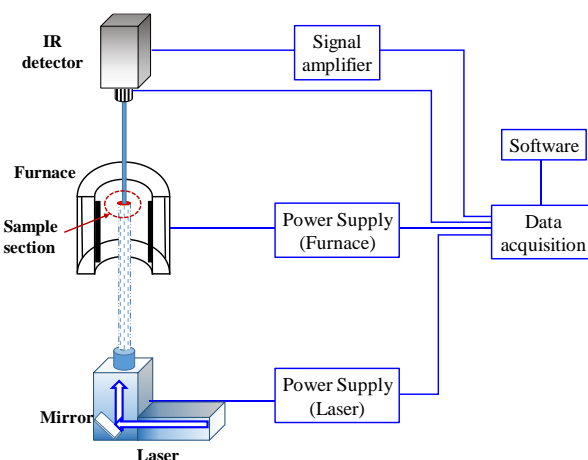 IR
detector
Signal
amplifier
Software
Furnace
Sample
section
Power Supply
(Furnace)
Data
acquisition
Power Supply
(Laser)
Mirror
Laser